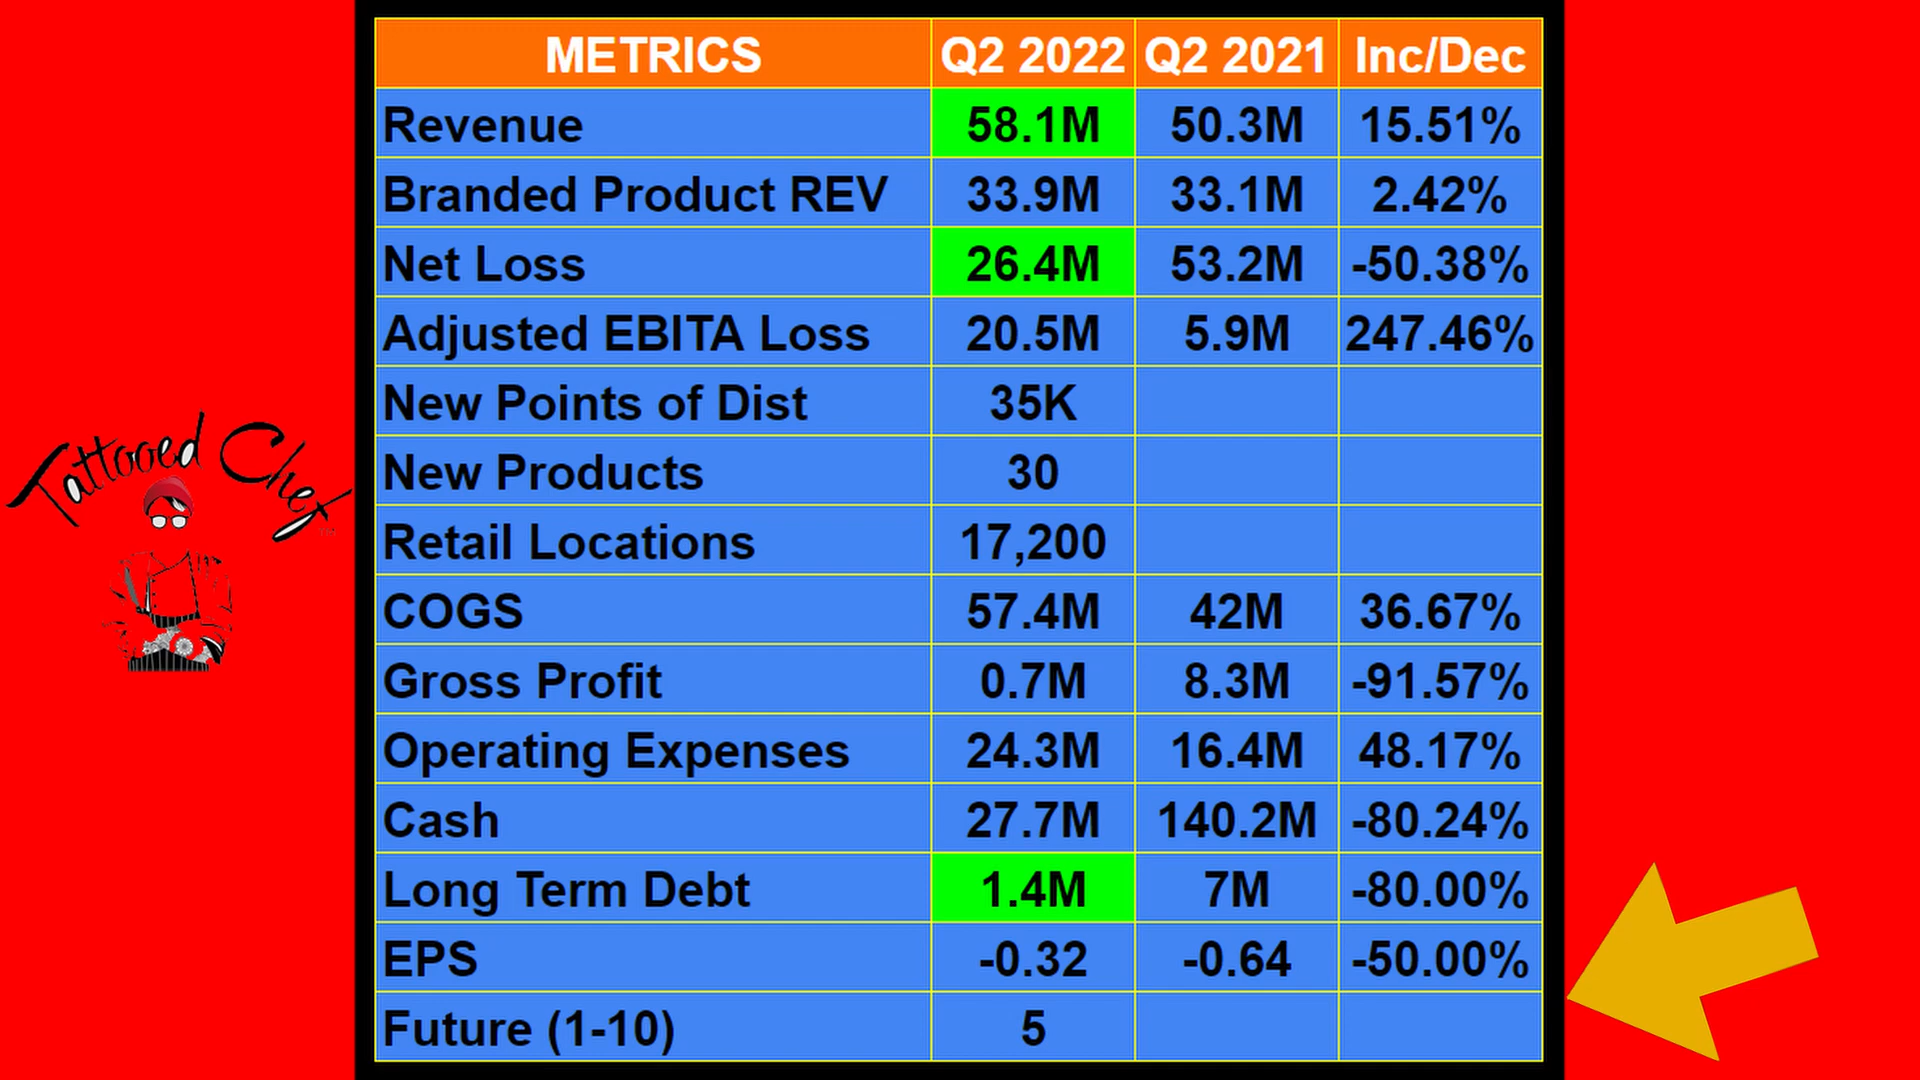 METRICS Q2 2022 Q2 2021 Inc/Dec
Revenue 58.1M 50.3M 15.51%
Branded Product REV 33.9M 33.1M 2.42%
Net Loss 26.4M 53.2M -50.38%
Adjusted EBITA Loss 20.5M 5.9M 247.46%
New Points of Dist 35K
New Products 30
Retail Locations 17,200
COGS 57.4M 42M 36.67%
Gross Profit 0.7M 8.3M -91.57%
Operating Expenses 24.3M 16.4M 48.17%
Cash 27.7M 140.2M -80.24%
Long Term Debt 1.4M 7M -80.00%
EPS -0.32 -0.64 -50.00%
Future (1-10) 5
Tattooed Chef